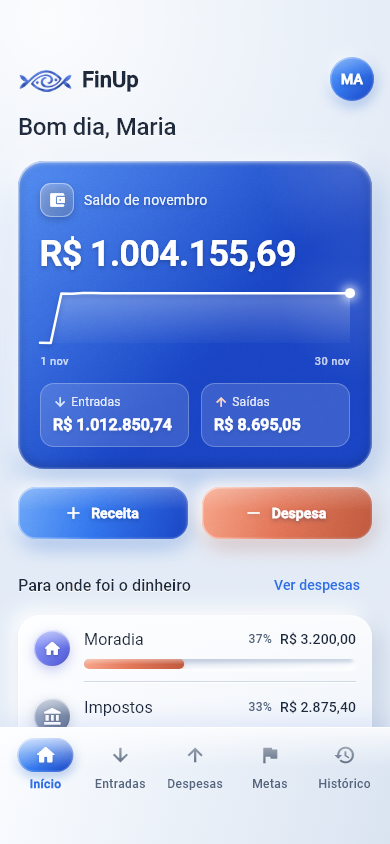 FinUp
MA
Bom dia, Maria
Saldo de novembro
R$ 1.004.155,69
1 nov
30 nov
Entradas
R$ 1.012.850,74
Saídas
R$ 8.695,05
Receita
Despesa
Para onde foi o dinheiro
Ver despesas
Moradia
37% R$ 3.200,00
Impostos
33% R$ 2.875,40
Início
Entradas
Despesas
Metas
Histórico